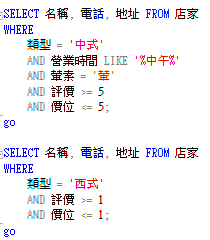 SELECT 名稱, 電話, 地址 FROM 店家
WHERE
類型 = '中式'
AND 營業時間 LIKE '%中午%'
AND 葷素 = '葷'
AND 評價 >= 5
AND 價位 <= 5;
go
SELECT 名稱, 電話, 地址 FROM 店家
WHERE
類型 = '西式'
AND 評價 >= 1
AND 價位 <= 1;
go